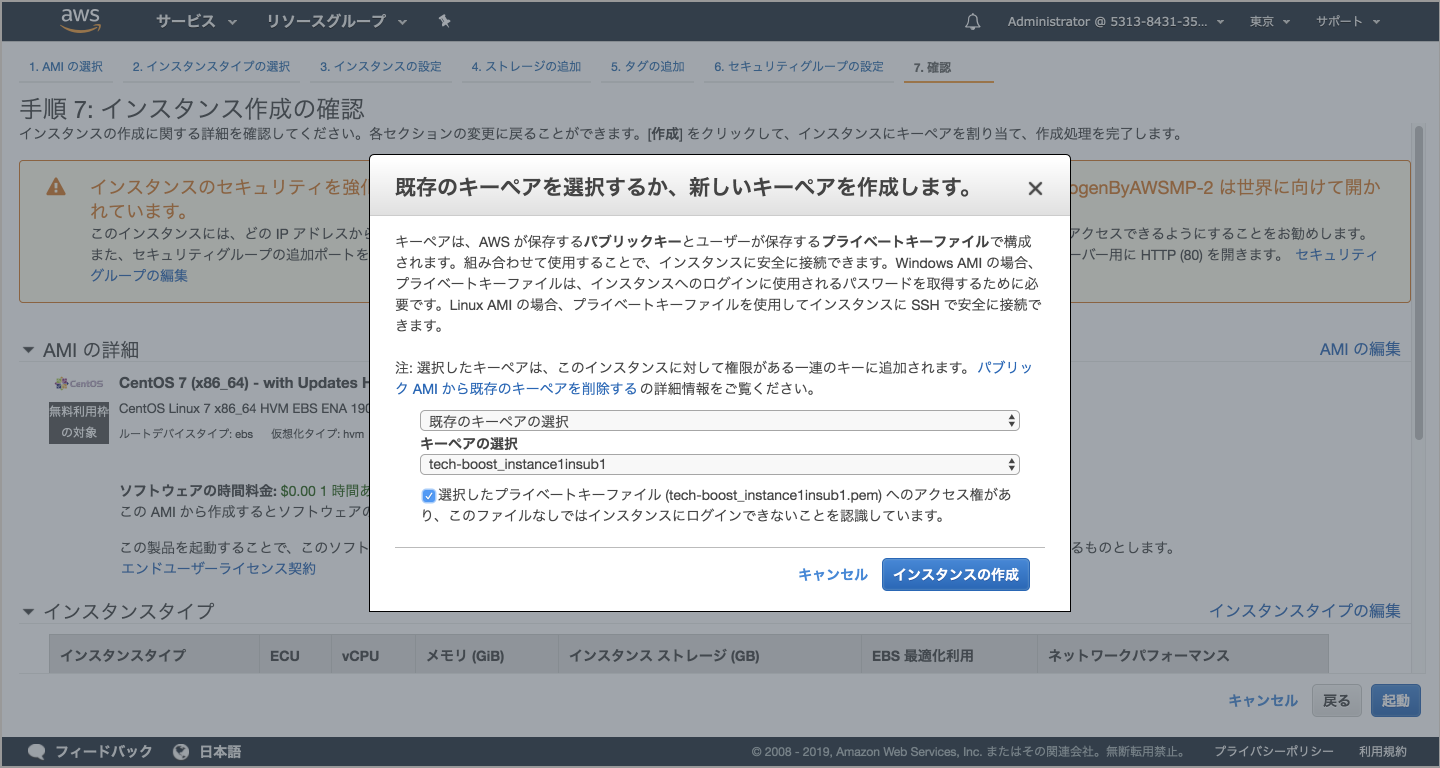 aws サービス リソースグループ Administrator @ 5313-8431-35... 東京 サポート
1. AMI の選択 2. インスタンスタイプの選択 3. インスタンスの設定 4. ストレージの追加 5. タグの追加 6. セキュリティグループの設定 7. 確認
手順 7: インスタンス作成の確認
インスタンスの作成に関する詳細を確認してください。各セクションの変更に戻ることができます。[作成] をクリックして、インスタンスにキーペアを割り当て、作成処理を完了します。
インスタンスのセキュリティを強化 ogenByAWSMP-2 は世界に向けて開か
れています。
このインスタンスには、どの IP アドレスから アクセスできるようにすることをお勧めします。
また、セキュリティグループの追加ポートを ーバー用に HTTP (80) を開きます。 セキュリティ
グループの編集
既存のキーペアを選択するか、新しいキーペアを作成します。
キーペアは、AWS が保存するパブリックキーとユーザーが保存するプライベートキーファイルで構成
されます。組み合わせて使用することで、インスタンスに安全に接続できます。Windows AMI の場合、
プライベートキーファイルは、インスタンスへのログインに使用されるパスワードを取得するために必
要です。Linux AMI の場合、プライベートキーファイルを使用してインスタンスに SSH で安全に接続で
きます。
注: 選択したキーペアは、このインスタンスに対して権限がある一連のキーに追加されます。 パブリッ
ク AMI から既存のキーペアを削除する の詳細情報をご覧ください。
既存のキーペアの選択
キーペアの選択
tech-boost_instance1insub1
選択したプライベートキーファイル (tech-boost_instance1insub1.pem) へのアクセス権があ
り、このファイルなしではインスタンスにログインできないことを認識しています。
キャンセル インスタンスの作成
AMI の詳細 AMI の編集
CentOS CentOS 7 (x86_64) - with Updates H
無料利用枠の対象 CentOS Linux 7 x86_64 HVM EBS ENA 190
ルートデバイスタイプ: ebs 仮想化タイプ: hvm
ソフトウェアの時間料金: $0.00 1 時間あ
この AMI から作成するとソフトウェアの
この製品を起動することで、このソフト るものとします。
エンドユーザーライセンス契約
インスタンスタイプ インスタンスタイプの編集
インスタンスタイプ ECU vCPU メモリ (GiB) インスタンス ストレージ (GB) EBS 最適化利用 ネットワークパフォーマンス
キャンセル 戻る 起動
フィードバック 日本語 © 2008 - 2019, Amazon Web Services, Inc. またはその関連会社。無断転用禁止。 プライバシーポリシー 利用規約